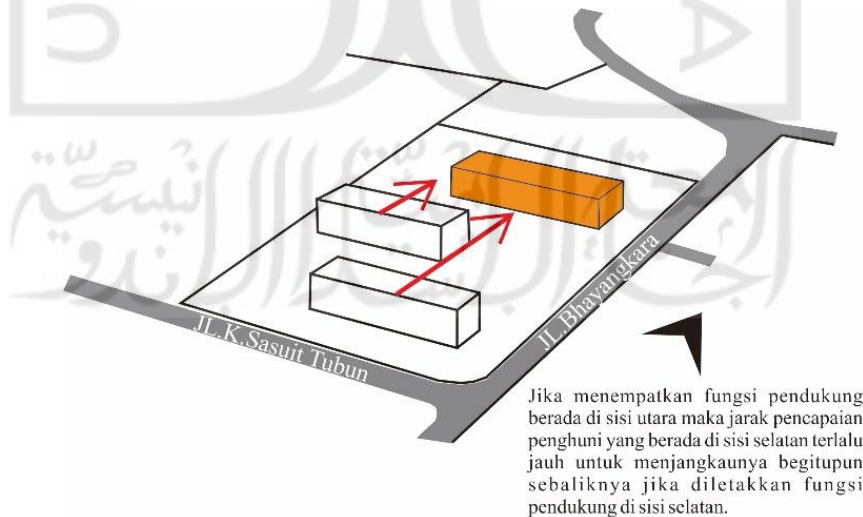 JL.Bhayangkara
JL.K.Sasuit Tubun
Jika menempatkan fungsi pendukung
berada di sisi utara maka jarak pencapaian
penghuni yang berada di sisi selatan terlalu
jauh untuk menjangkaunya begitupun
sebaliknya jika diletakkan fungsi
pendukung di sisi selatan.